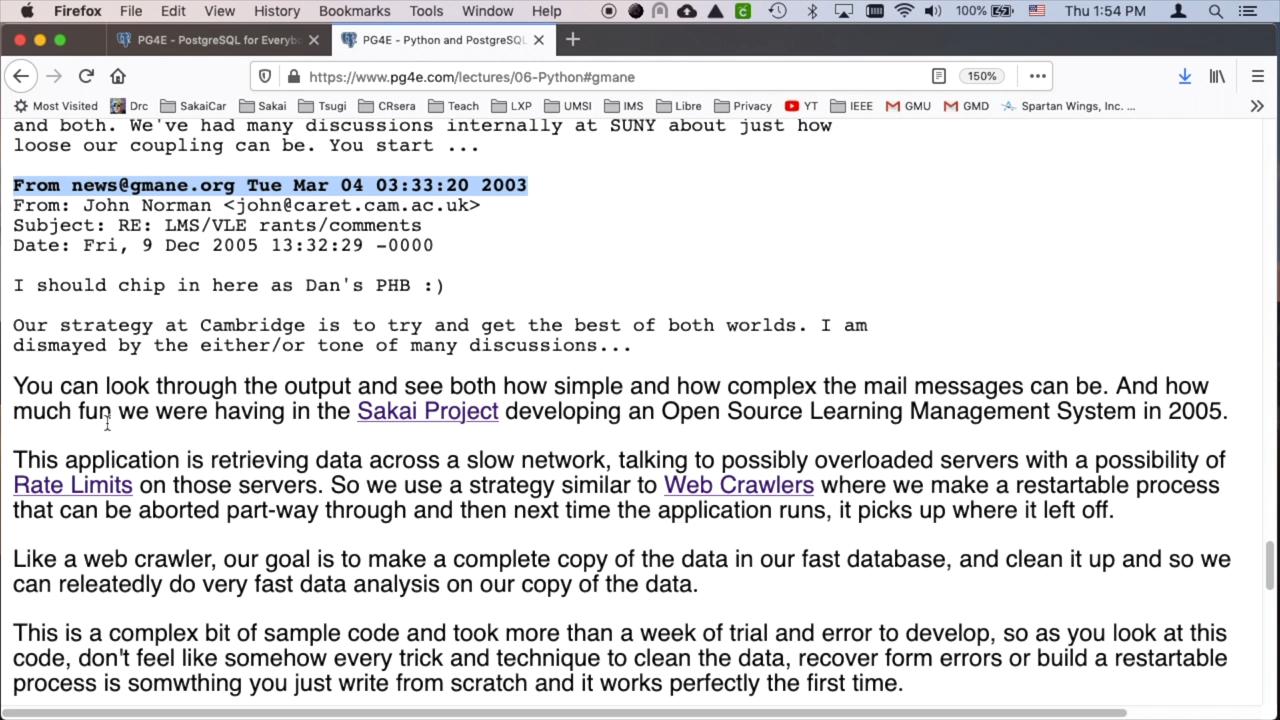 Firefox File Edit View History Bookmarks Tools Window Help 100% Thu 1:54 PM
PG4E - PostgreSQL for Everyb PG4E - Python and PostgreSQL
https://www.pg4e.com/lectures/06-Python#gmane 150%
Most Visited Drc SakaiCar Sakai Tsugi CRsera Teach LXP UMSI IMS Libre Privacy YT IEEE GMU GMD Spartan Wings, Inc. ...
and both. We've had many discussions internally at SUNY about just how
loose our coupling can be. You start ...
From news@gmane.org Tue Mar 04 03:33:20 2003
From: John Norman <john@caret.cam.ac.uk>
Subject: RE: LMS/VLE rants/comments
Date: Fri, 9 Dec 2005 13:32:29 -0000
I should chip in here as Dan's PHB :)
Our strategy at Cambridge is to try and get the best of both worlds. I am
dismayed by the either/or tone of many discussions...
You can look through the output and see both how simple and how complex the mail messages can be. And how
much fun we were having in the Sakai Project developing an Open Source Learning Management System in 2005.
This application is retrieving data across a slow network, talking to possibly overloaded servers with a possibility of
Rate Limits on those servers. So we use a strategy similar to Web Crawlers where we make a restartable process
that can be aborted part-way through and then next time the application runs, it picks up where it left off.
Like a web crawler, our goal is to make a complete copy of the data in our fast database, and clean it up and so we
can releatedly do very fast data analysis on our copy of the data.
This is a complex bit of sample code and took more than a week of trial and error to develop, so as you look at this
code, don't feel like somehow every trick and technique to clean the data, recover form errors or build a restartable
process is somwthing you just write from scratch and it works perfectly the first time.